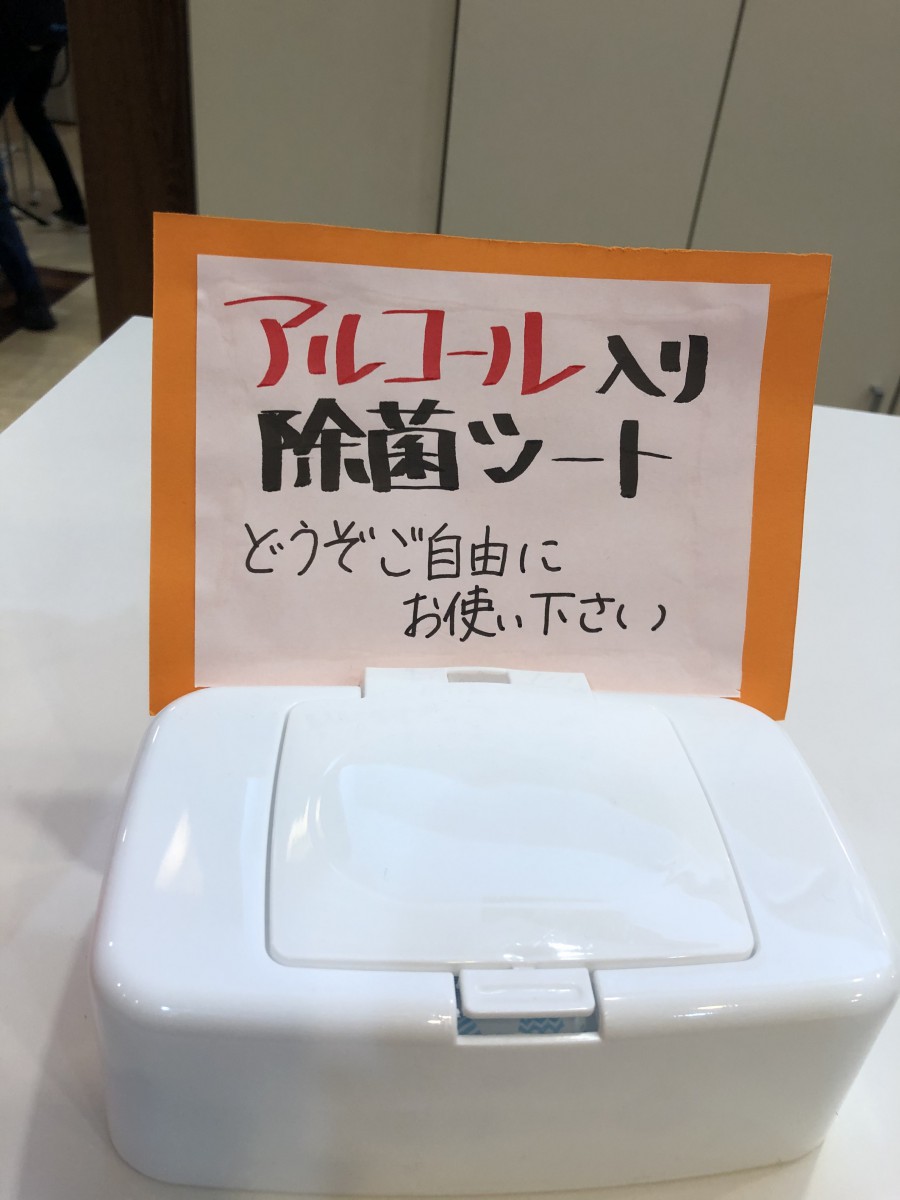 アルコール入り
除菌シート
どうぞご自由に
お使い下さい